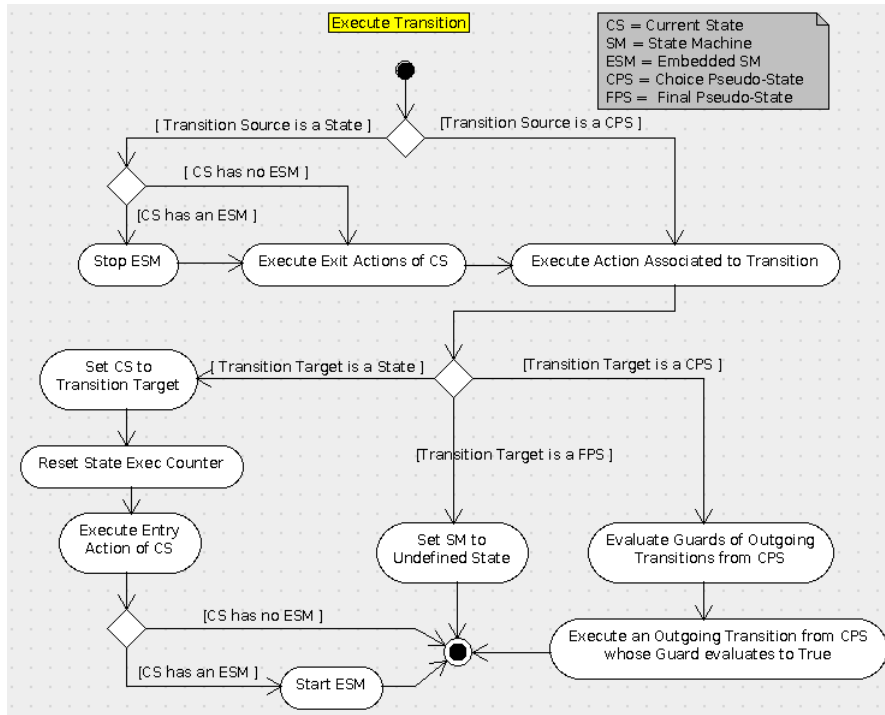 Execute Transition
CS = Current State
SM = State Machine
ESM = Embedded SM
CPS = Choice Pseudo-State
FPS = Final Pseudo-State
[ Transition Source is a State ]
[Transition Source is a CPS ]
[ CS has no ESM ]
[CS has an ESM ]
Stop ESM
Execute Exit Actions of CS
Execute Action Associated to Transition
Set CS to
Transition Target
[ Transition Target is a State ]
[Transition Target is a CPS ]
Reset State Exec Counter
[Transition Target is a FPS ]
Execute Entry
Action of CS
Set SM to
Undefined State
Evaluate Guards of Outgoing
Transitions from CPS
[CS has no ESM ]
Execute an Outgoing Transition from CPS
whose Guard evaluates to True
[CS has an ESM ]
Start ESM